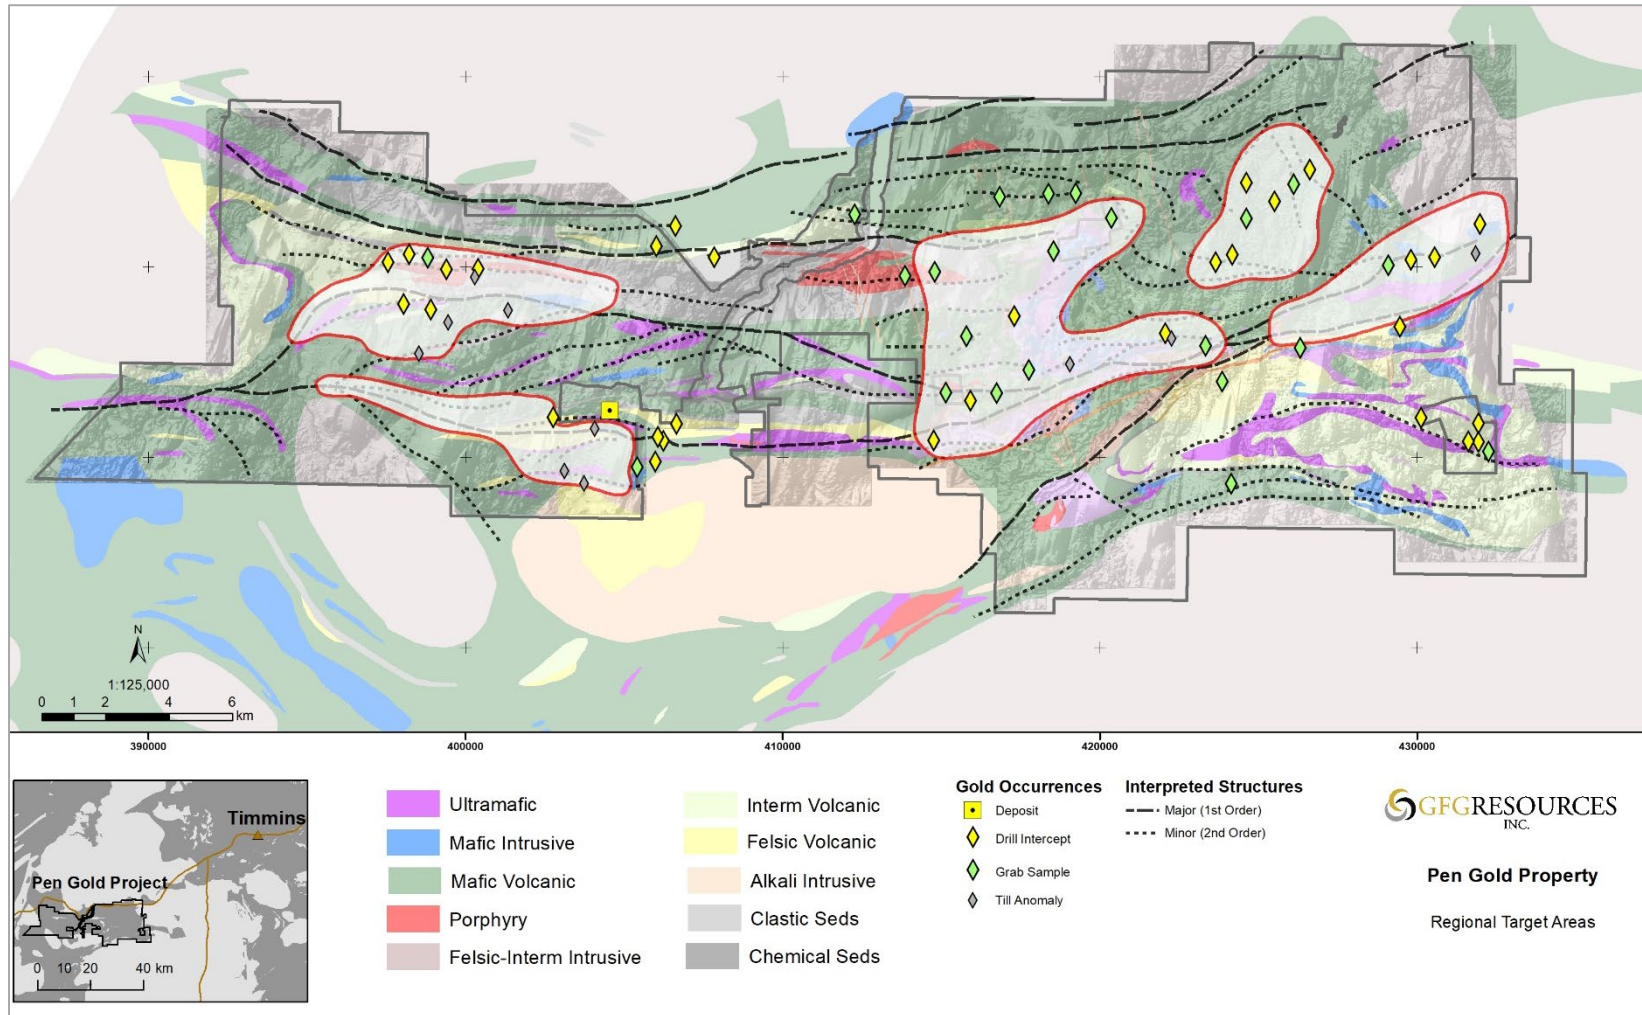 N
1:125,000
0 1 2 4 6
km
390000 400000 410000 420000 430000
Timmins
Pen Gold Project
0 10 20 40 km
Ultramafic
Mafic Intrusive
Mafic Volcanic
Porphyry
Felsic-Interm Intrusive
Interm Volcanic
Felsic Volcanic
Alkali Intrusive
Clastic Seds
Chemical Seds
Gold Occurrences
Deposit
Drill Intercept
Grab Sample
Till Anomaly
Interpreted Structures
Major (1st Order)
Minor (2nd Order)
GFGRESOURCES
INC.
Pen Gold Property
Regional Target Areas